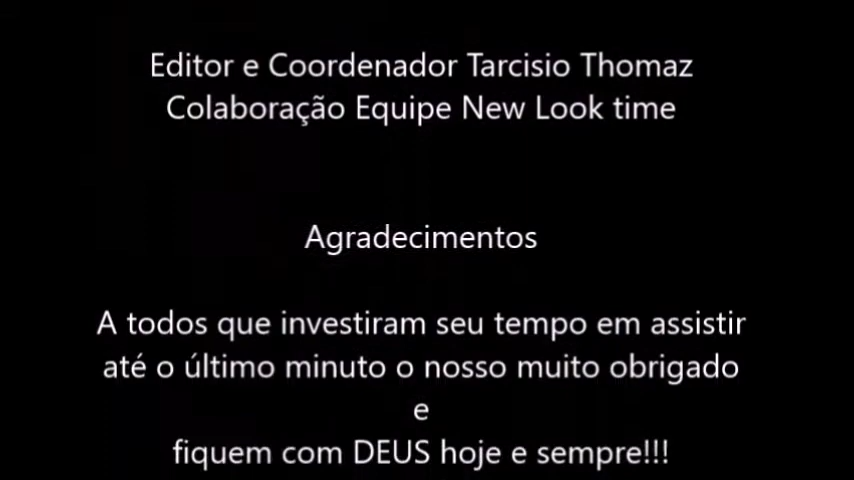 Editor e Coordenador Tarcisio Thomaz
Colaboração Equipe New Look time
Agradecimentos
A todos que investiram seu tempo em assistir
até o último minuto o nosso muito obrigado
e
fiquem com DEUS hoje e sempre!!!